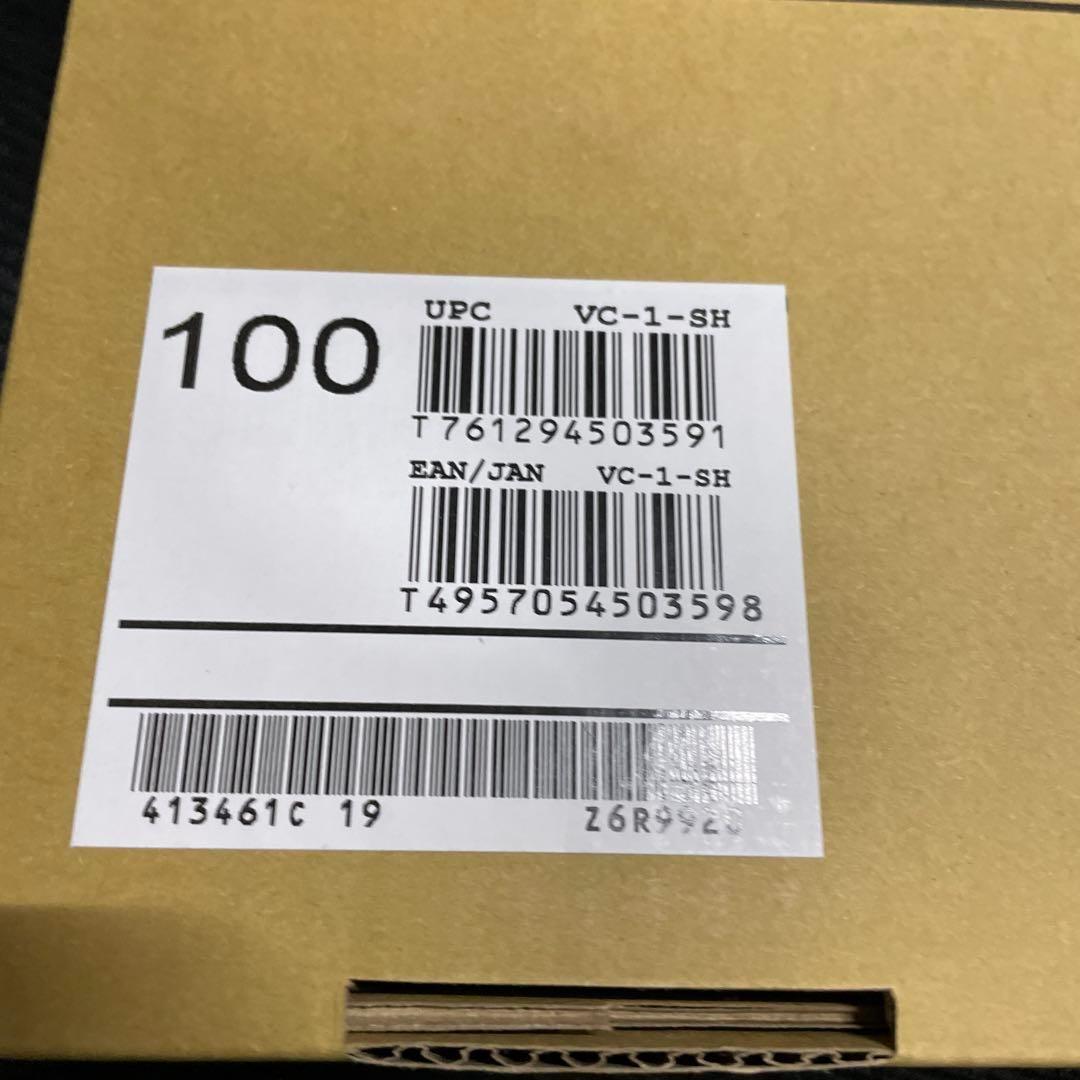 100
UPC VC-1-SH
T761294503591
EAN/JAN VC-1-SH
T4957054503598
413461C 19